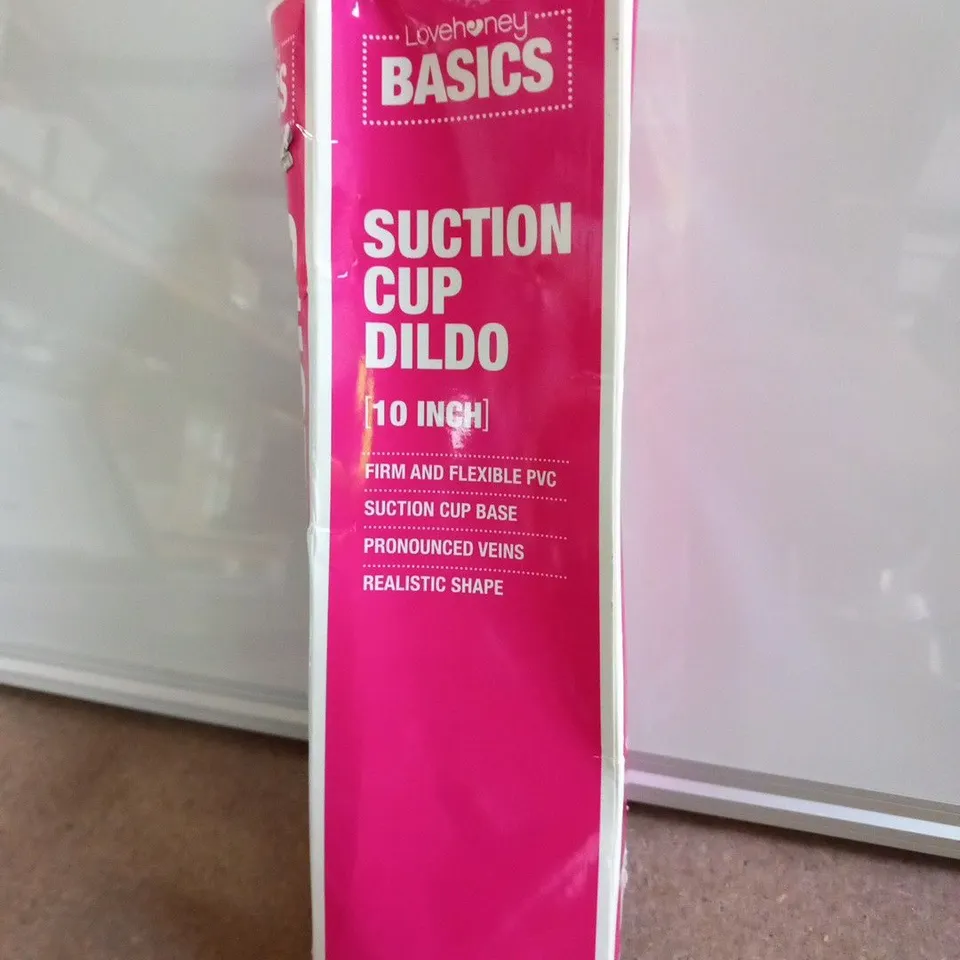 Lovehoney
BASICS
SUCTION
CUP
DILDO
[10 INCH]
FIRM AND FLEXIBLE PVC
SUCTION CUP BASE
PRONOUNCED VEINS
REALISTIC SHAPE